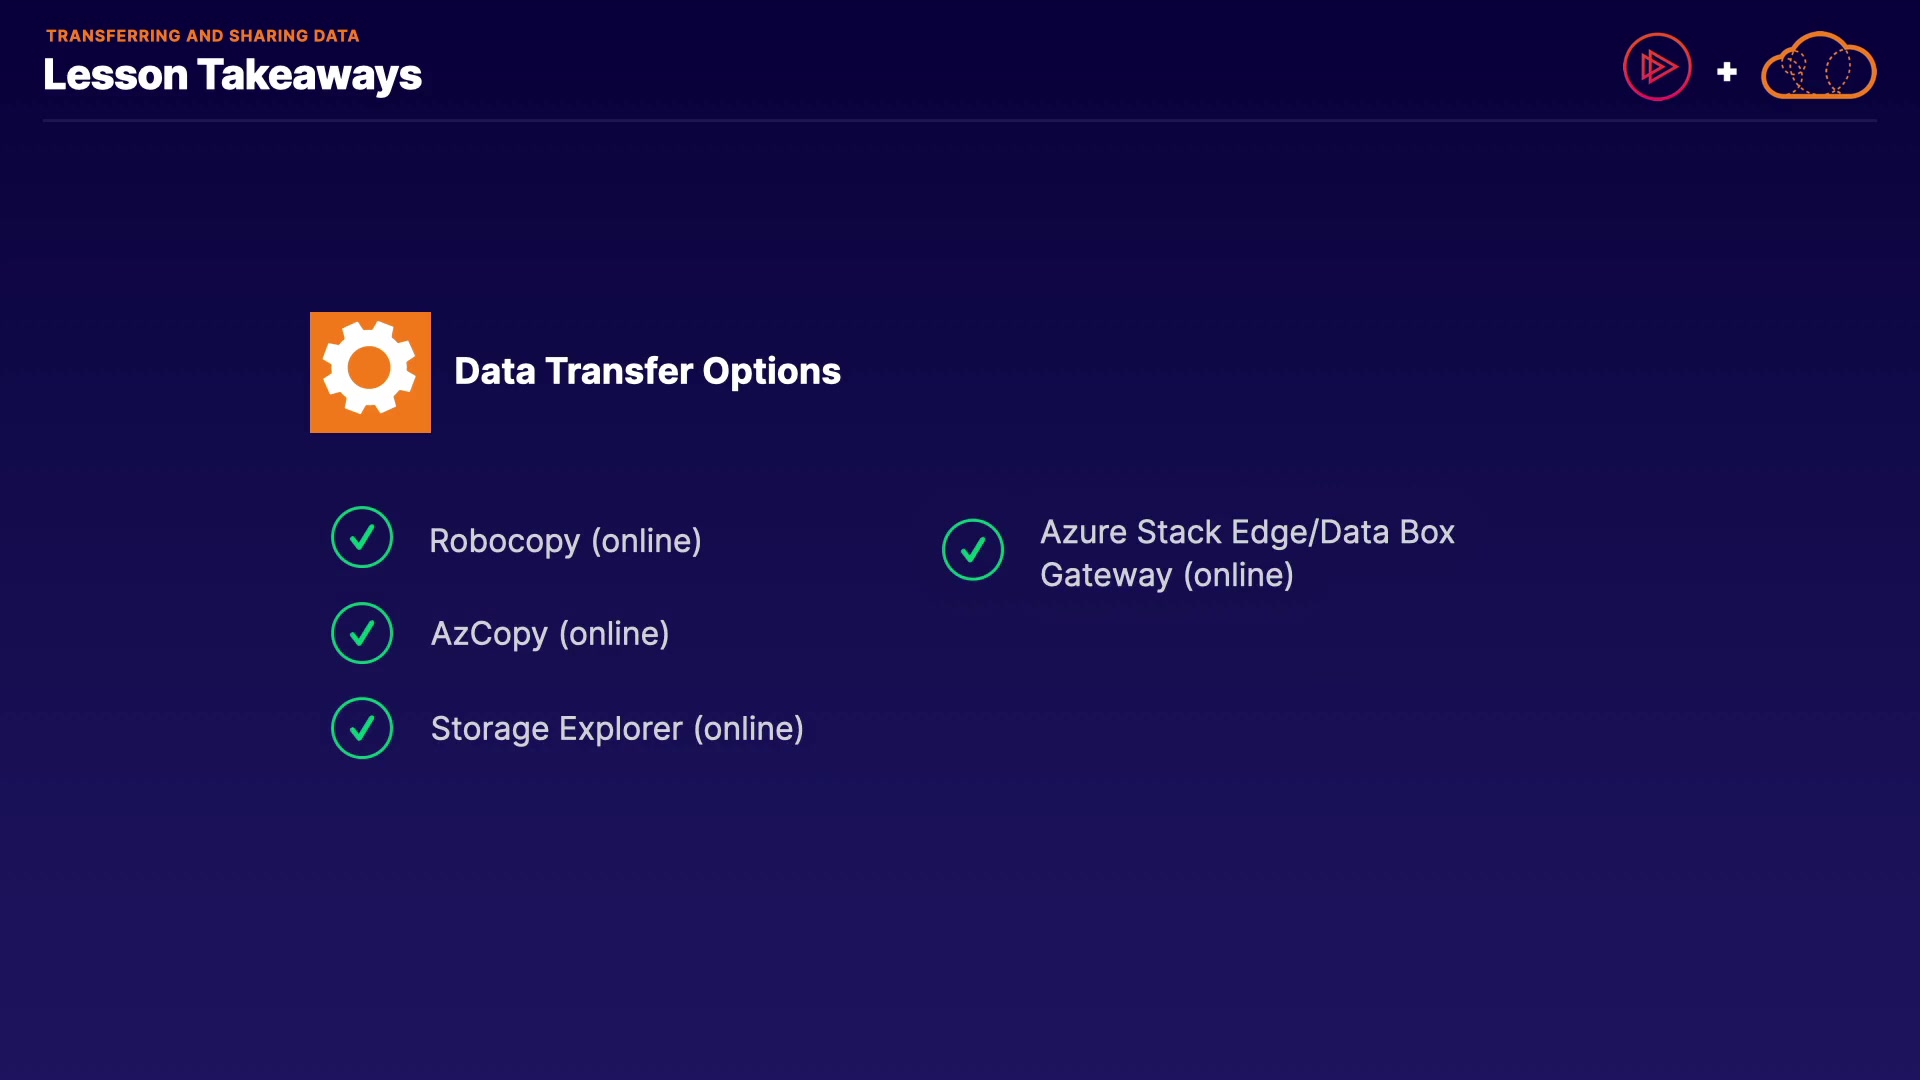 TRANSFERRING AND SHARING DATA
Lesson Takeaways
Data Transfer Options
Robocopy (online)
AzCopy (online)
Storage Explorer (online)
Azure Stack Edge/Data Box
Gateway (online)